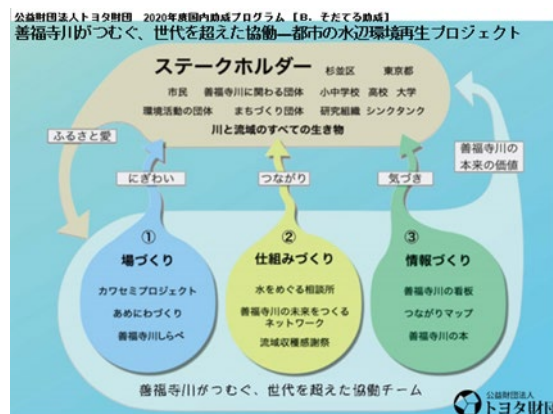 公益財団法人トヨタ財団 2020年度国内助成プログラム【B. そだてる助成】
善福寺川がつむぐ、世代を超えた協働―都市の水辺環境再生プロジェクト
ステークホルダー 杉並区 東京都
市民 善福寺川に関わる団体 小中学校 高校 大学
環境活動の団体 まちづくり団体 研究組織 シンクタンク
川と流域のすべての生き物
ふるさと愛
善福寺川の
本来の価値
にぎわい
つながり
気づき
①
場づくり
カワセミプロジェクト
あめにわづくり
善福寺川しらべ
②
仕組みづくり
水をめぐる相談所
善福寺川の未来をつくる
ネットワーク
流域収穫感謝祭
③
情報づくり
善福寺川の看板
つながりマップ
善福寺川の本
善福寺川がつむぐ、世代を超えた協働チーム
公益財団法人
トヨタ財団